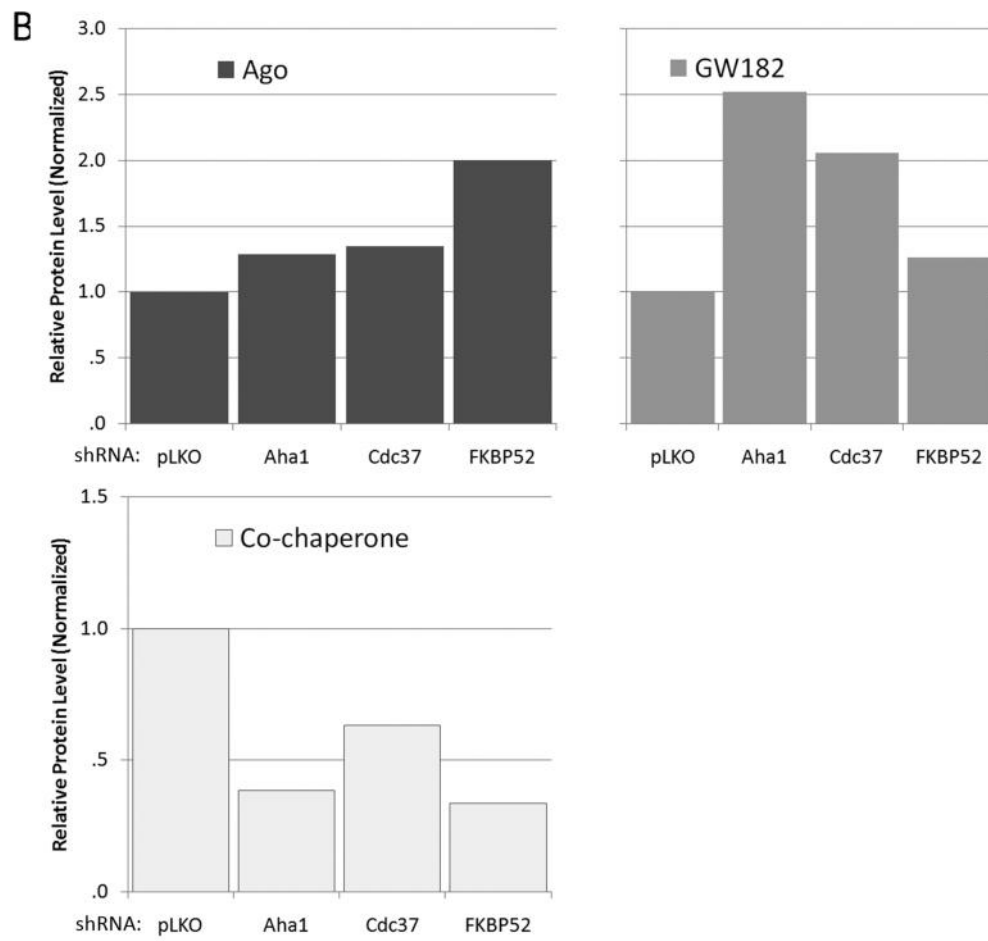 B
Relative Protein Level (Normalized)
3.0
2.5
2.0
1.5
1.0
.5
.0
Ago
shRNA: pLKO Aha1 Cdc37 FKBP52
GW182
pLKO Aha1 Cdc37 FKBP52
Relative Protein Level (Normalized)
1.5
1.0
.5
.0
Co-chaperone
shRNA: pLKO Aha1 Cdc37 FKBP52